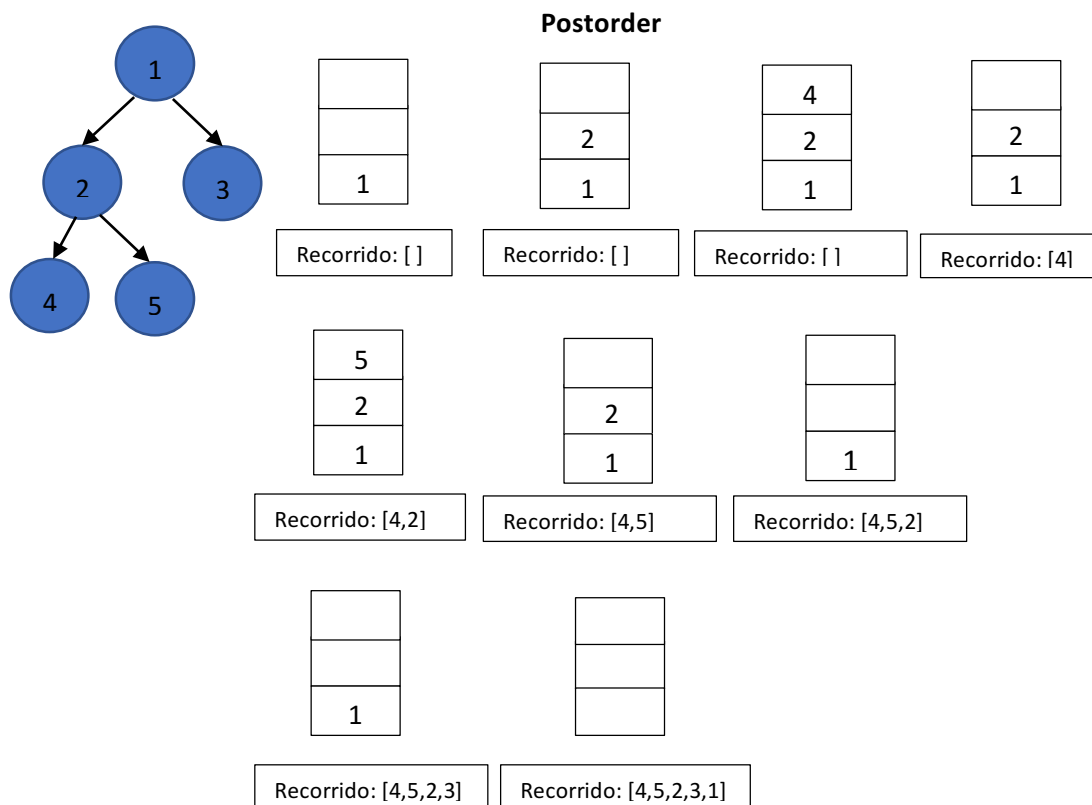 Postorder
1
2
3
4
5
1
2
1
4
2
1
2
1
Recorrido: [ ]
Recorrido: [ ]
Recorrido: [ ]
Recorrido: [4]
5
2
1
2
1
1
Recorrido: [4,2]
Recorrido: [4,5]
Recorrido: [4,5,2]
1
Recorrido: [4,5,2,3]
Recorrido: [4,5,2,3,1]